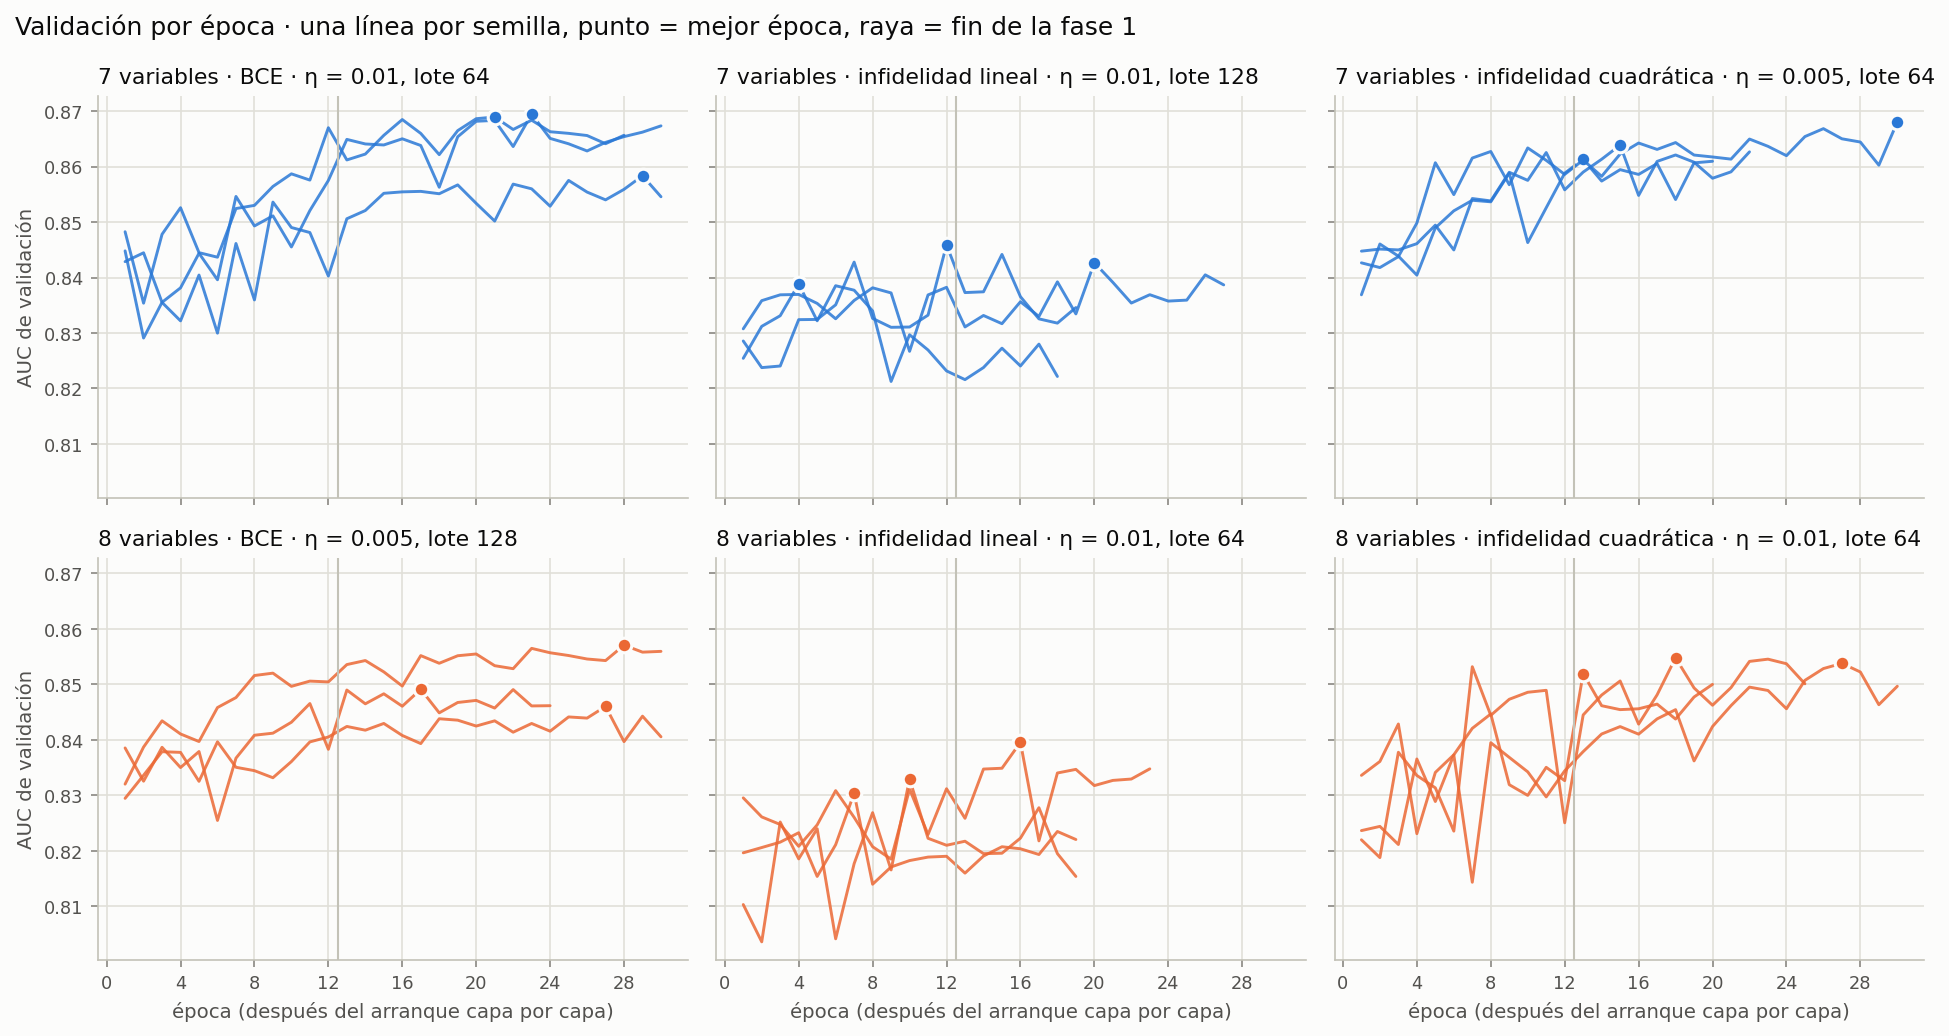 Validación por época · una línea por semilla, punto = mejor época, raya = fin de la fase 1
7 variables · BCE · η = 0.01, lote 64
7 variables · infidelidad lineal · η = 0.01, lote 128
7 variables · infidelidad cuadrática · η = 0.005, lote 64
AUC de validación
0.87
0.86
0.85
0.84
0.83
0.82
0.81
8 variables · BCE · η = 0.005, lote 128
8 variables · infidelidad lineal · η = 0.01, lote 64
8 variables · infidelidad cuadrática · η = 0.01, lote 64
AUC de validación
0.87
0.86
0.85
0.84
0.83
0.82
0.81
0 4 8 12 16 20 24 28
0 4 8 12 16 20 24 28
0 4 8 12 16 20 24 28
época (después del arranque capa por capa)
época (después del arranque capa por capa)
época (después del arranque capa por capa)